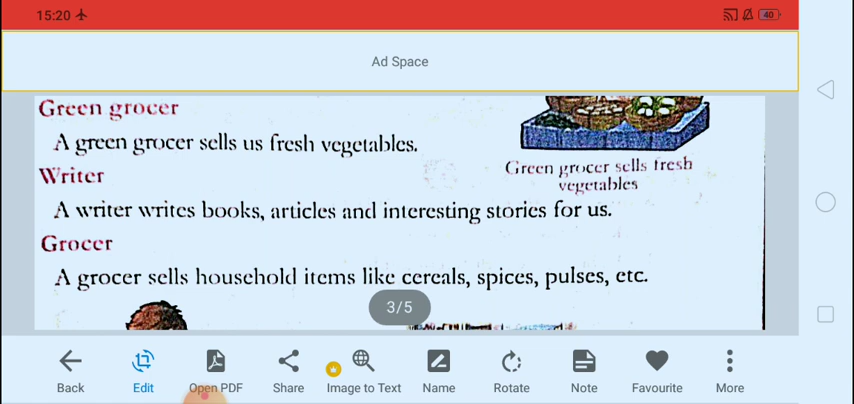 15:20
40
Ad Space
Green grocer
A green grocer sells us fresh vegetables.
Green grocer sells fresh
vegetables
Writer
A writer writes books, articles and interesting stories for us.
Grocer
A grocer sells household items like cereals, spices, pulses, etc.
3/5
Back
Edit
Open PDF
Share
Image to Text
Name
Rotate
Note
Favourite
More